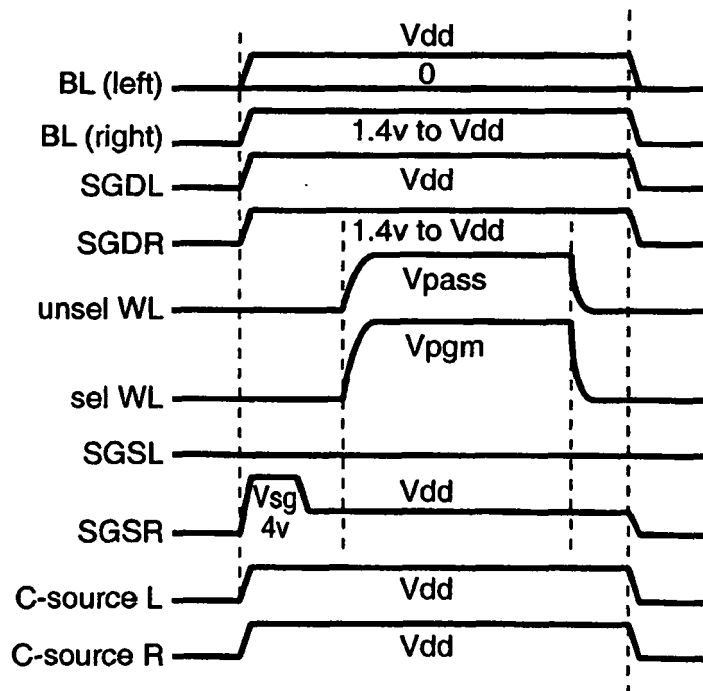 Vdd
BL (left) 0
BL (right) 1.4v to Vdd
SGDL Vdd
SGDR 1.4v to Vdd
unsel WL Vpass
sel WL Vpgm
SGSL
SGSR Vsg 4v Vdd
C-source L Vdd
C-source R Vdd